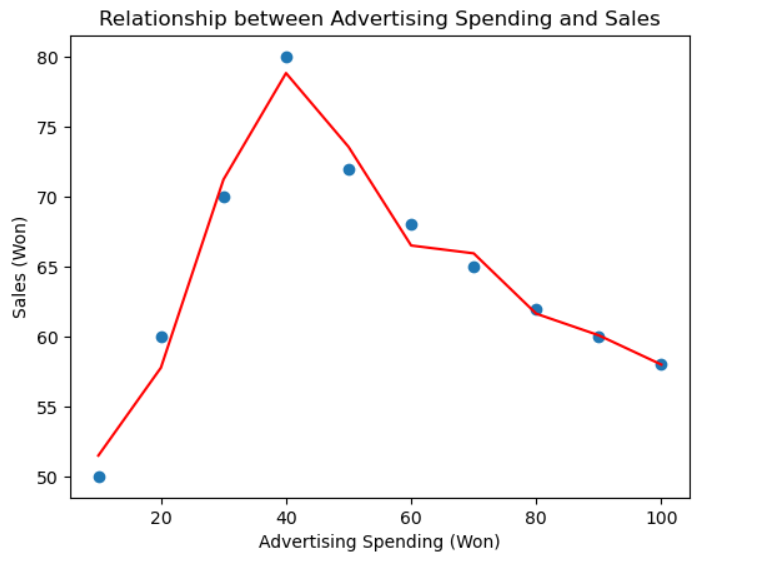 Relationship between Advertising Spending and Sales
80
75
70
65
60
55
50
Sales (Won)
20 40 60 80 100
Advertising Spending (Won)